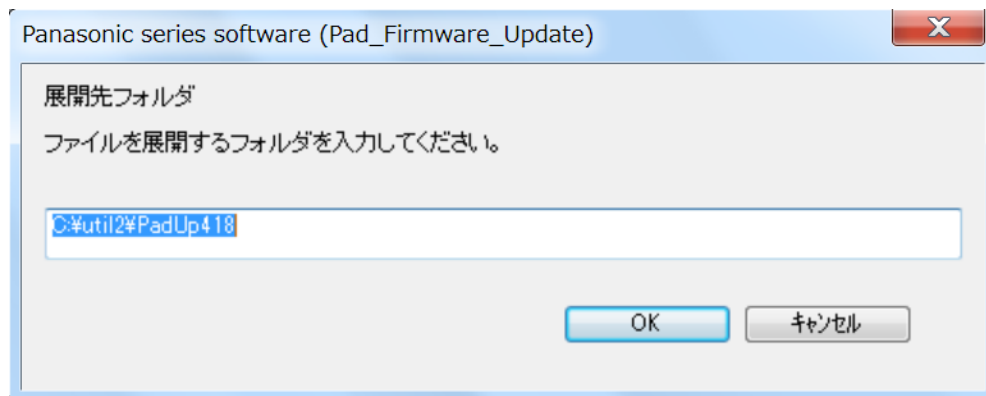 Panasonic series software (Pad_Firmware_Update)
展開先フォルダ
ファイルを展開するフォルダを入力してください。
C:¥util2¥PadUp418
OK
キャンセル